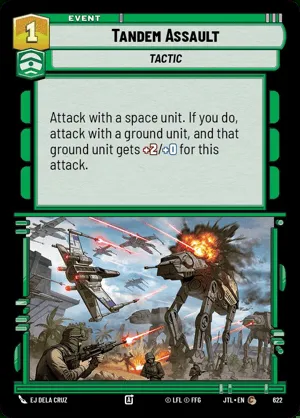 EVENT
1
TANDEM ASSAULT
TACTIC
Attack with a space unit. If you do,
attack with a ground unit, and that
ground unit gets +2/+0 for this
attack.
EJ DELA CRUZ
© LFL © FFG
JTL • EN
C
622